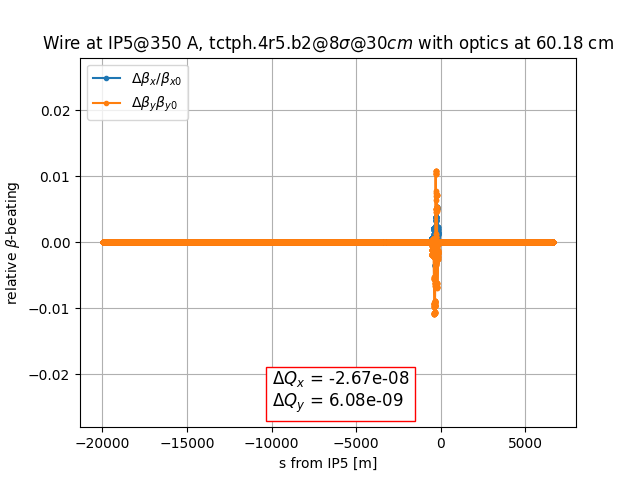 Wire at IP5@350 A, tctph.4r5.b2@8σ@30cm with optics at 60.18 cm
Δβx/βx0
Δβyβy0
0.02
0.01
0.00
−0.01
−0.02
relative β-beating
ΔQx = -2.67e-08
ΔQy = 6.08e-09
−20000 −15000 −10000 −5000 0 5000
s from IP5 [m]